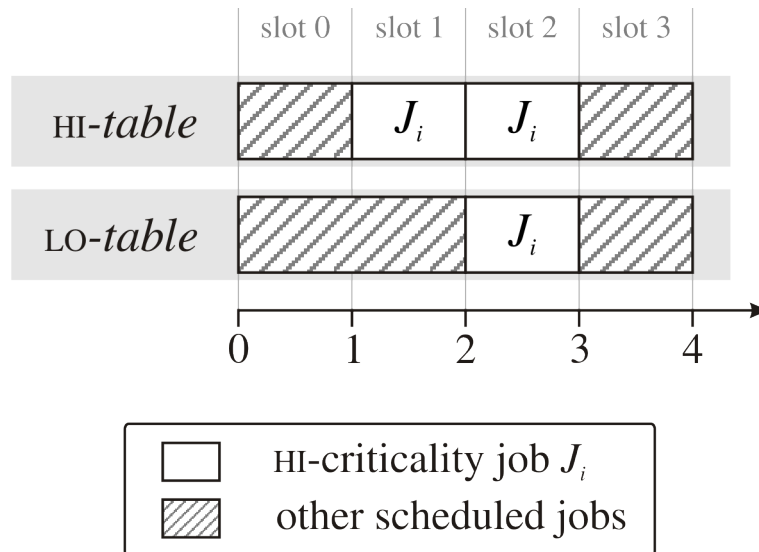 slot 0 slot 1 slot 2 slot 3
HI-table J_i J_i
LO-table J_i
0 1 2 3 4
HI-criticality job J_i
other scheduled jobs